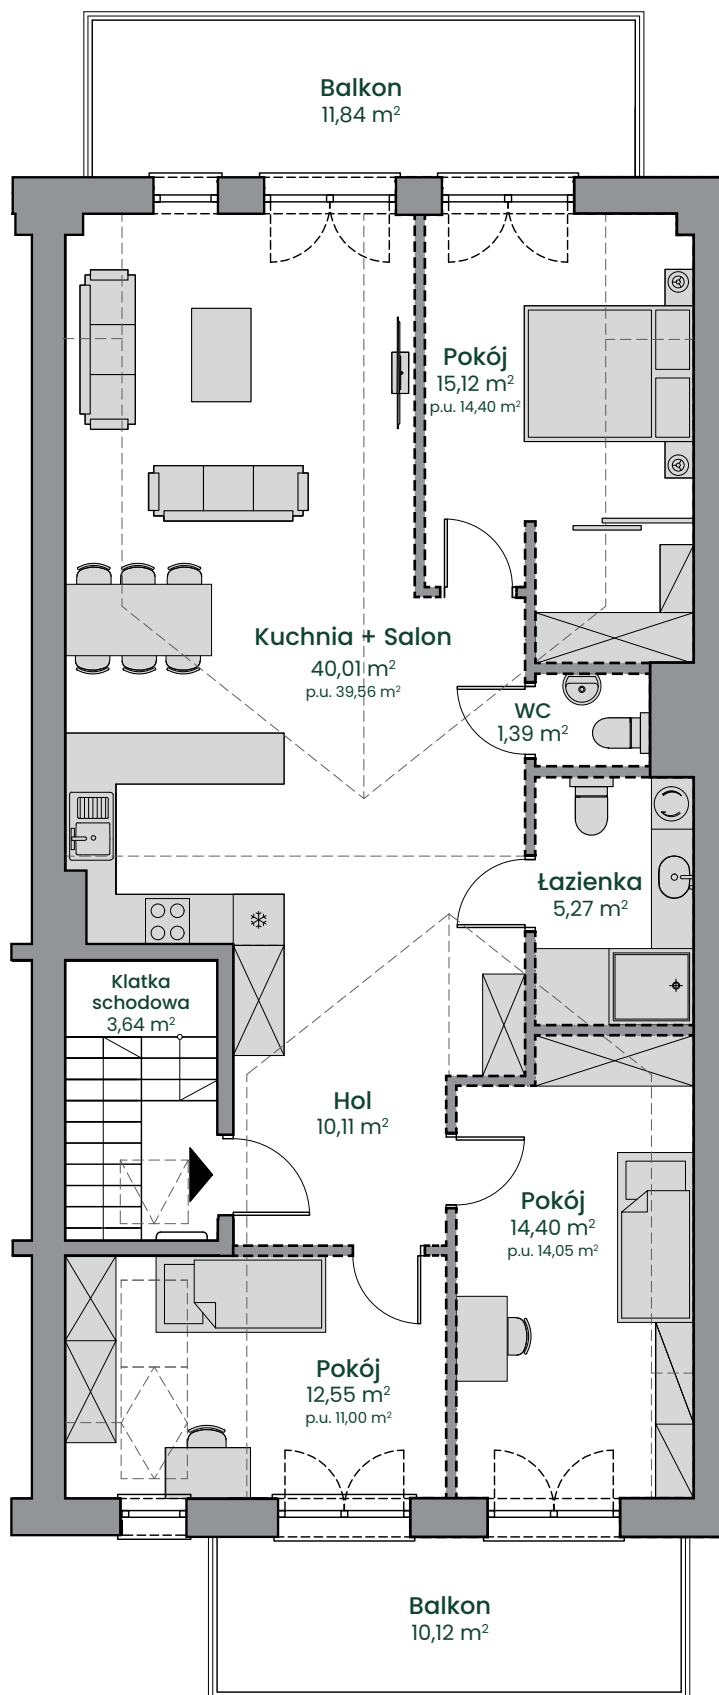 Balkon
11,84 m²
Pokój
15,12 m²
p.u. 14,40 m²
Kuchnia + Salon
40,01 m²
p.u. 39,56 m²
WC
1,39 m²
Łazienka
5,27 m²
Klatka
schodowa
3,64 m²
Hol
10,11 m²
Pokój
14,40 m²
p.u. 14,05 m²
Pokój
12,55 m²
p.u. 11,00 m²
Balkon
10,12 m²